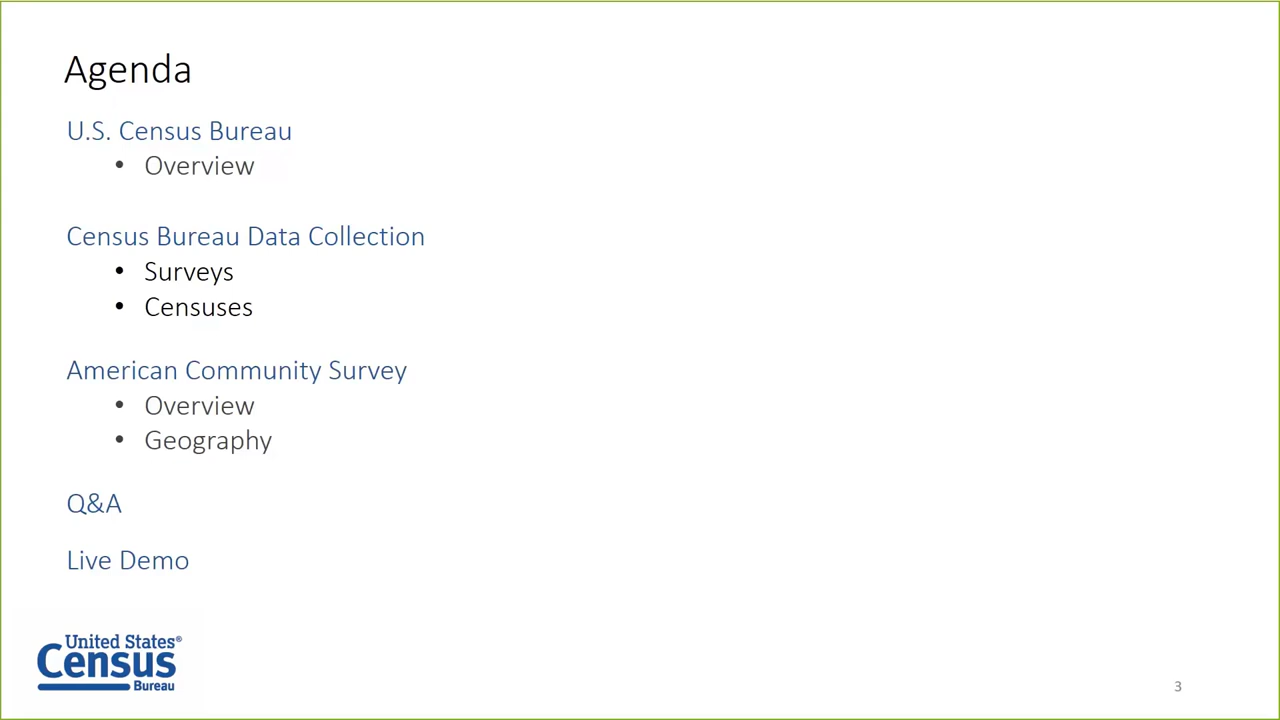 Agenda
U.S. Census Bureau
• Overview
Census Bureau Data Collection
• Surveys
• Censuses
American Community Survey
• Overview
• Geography
Q&A
Live Demo
United States®
Census
Bureau
3